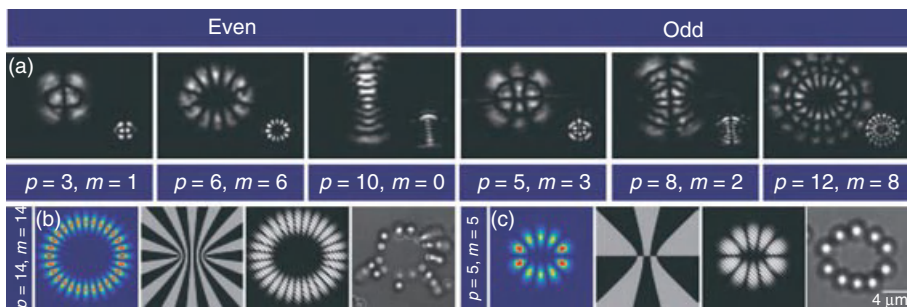 Even
Odd
(a)
p = 3, m = 1
p = 6, m = 6
p = 10, m = 0
p = 5, m = 3
p = 8, m = 2
p = 12, m = 8
p = 14, m = 14
(b)
p = 5, m = 5
(c)
4 μm